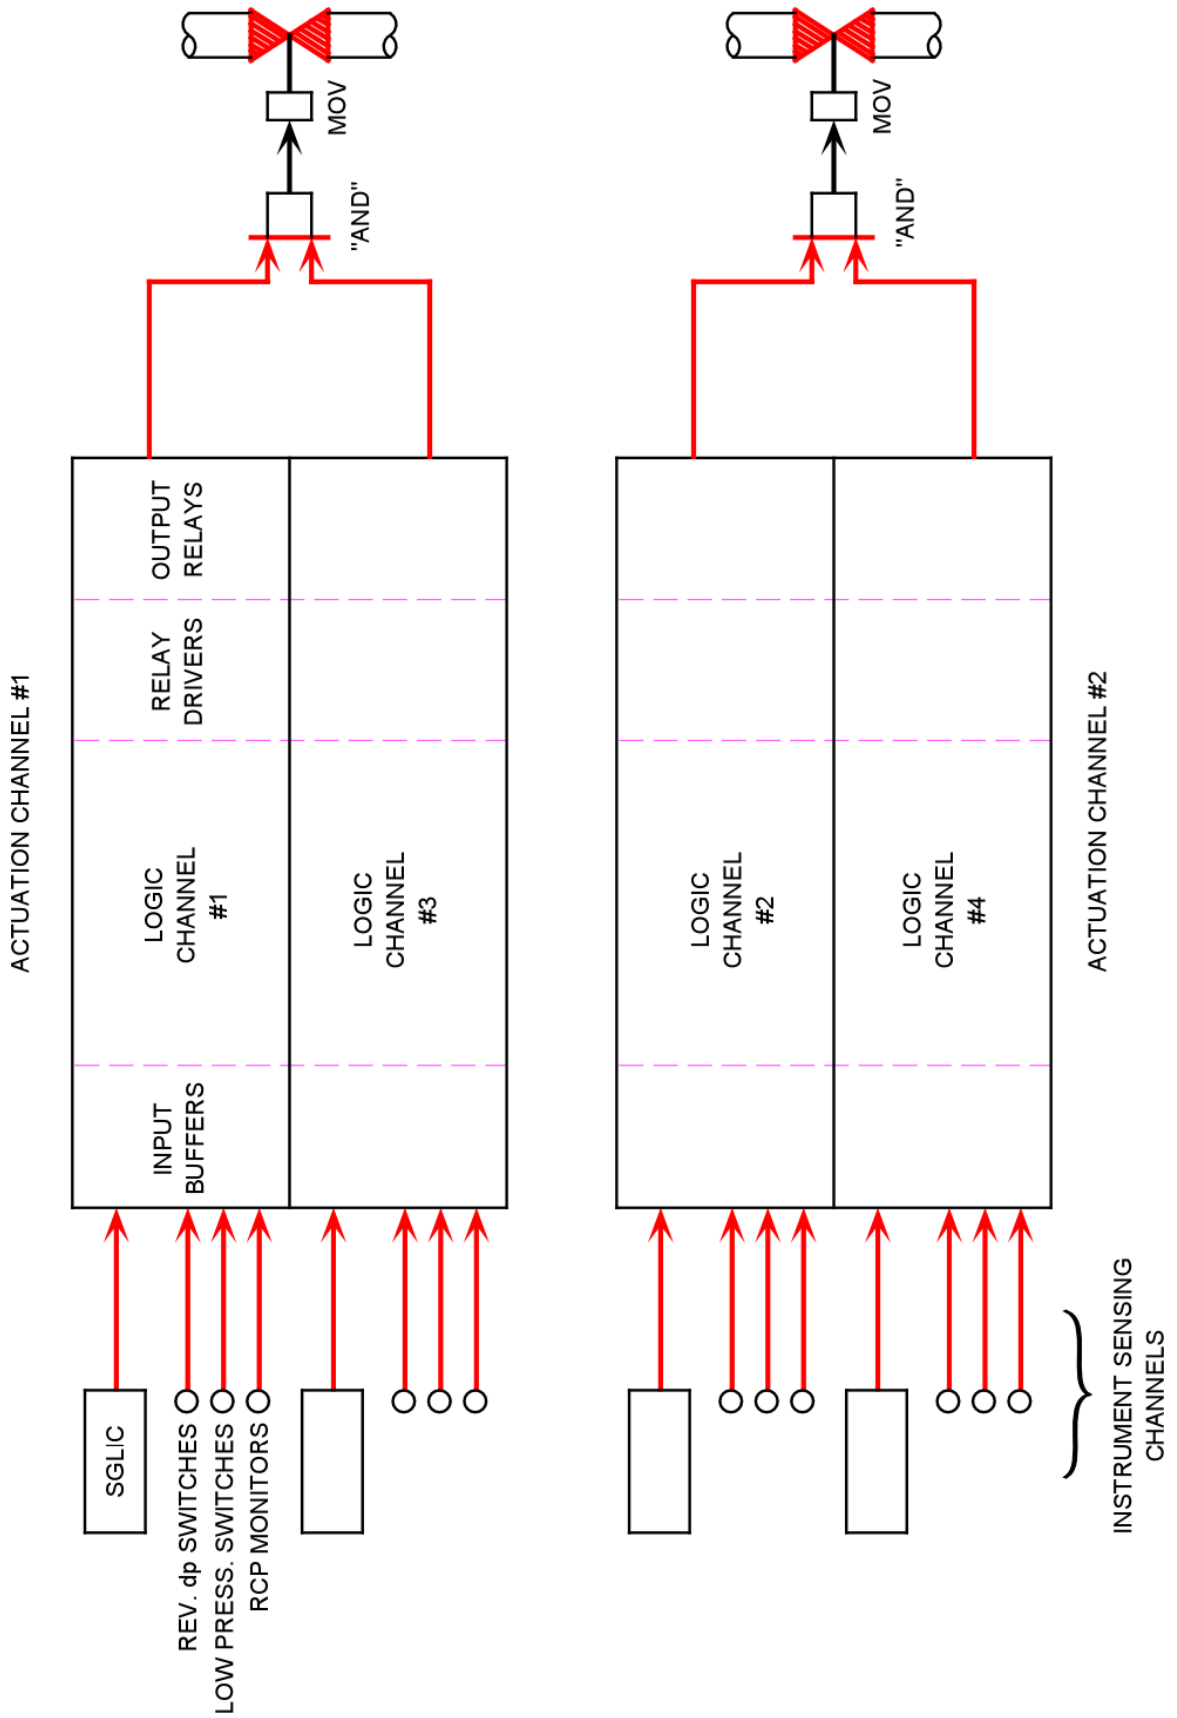 ACTUATION CHANNEL #1
SGLIC
REV. dp SWITCHES
LOW PRESS. SWITCHES
RCP MONITORS
INPUT
BUFFERS
LOGIC
CHANNEL
#1
RELAY
DRIVERS
OUTPUT
RELAYS
LOGIC
CHANNEL
#3
"AND"
MOV
LOGIC
CHANNEL
#2
LOGIC
CHANNEL
#4
"AND"
MOV
ACTUATION CHANNEL #2
INSTRUMENT SENSING
CHANNELS